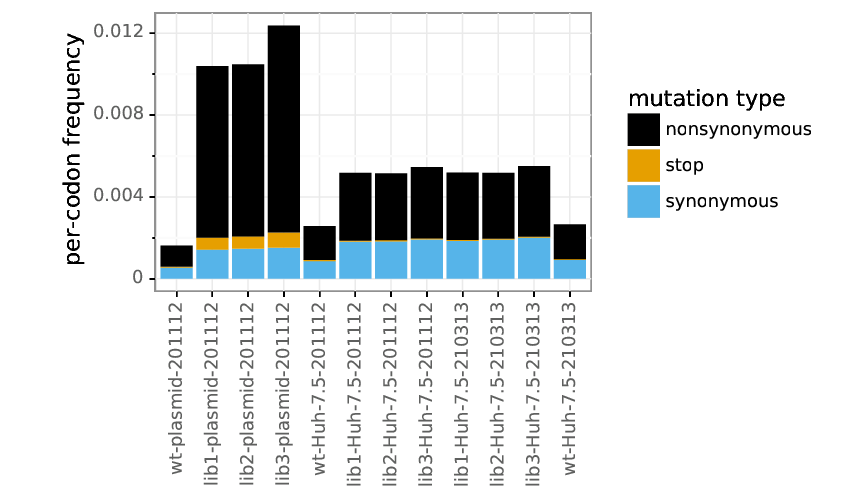 per-codon frequency
0.012
0.008
0.004
0
wt-plasmid-201112
lib1-plasmid-201112
lib2-plasmid-201112
lib3-plasmid-201112
wt-Huh-7.5-201112
lib1-Huh-7.5-201112
lib2-Huh-7.5-201112
lib3-Huh-7.5-201112
lib1-Huh-7.5-210313
lib2-Huh-7.5-210313
lib3-Huh-7.5-210313
wt-Huh-7.5-210313
mutation type
nonsynonymous
stop
synonymous